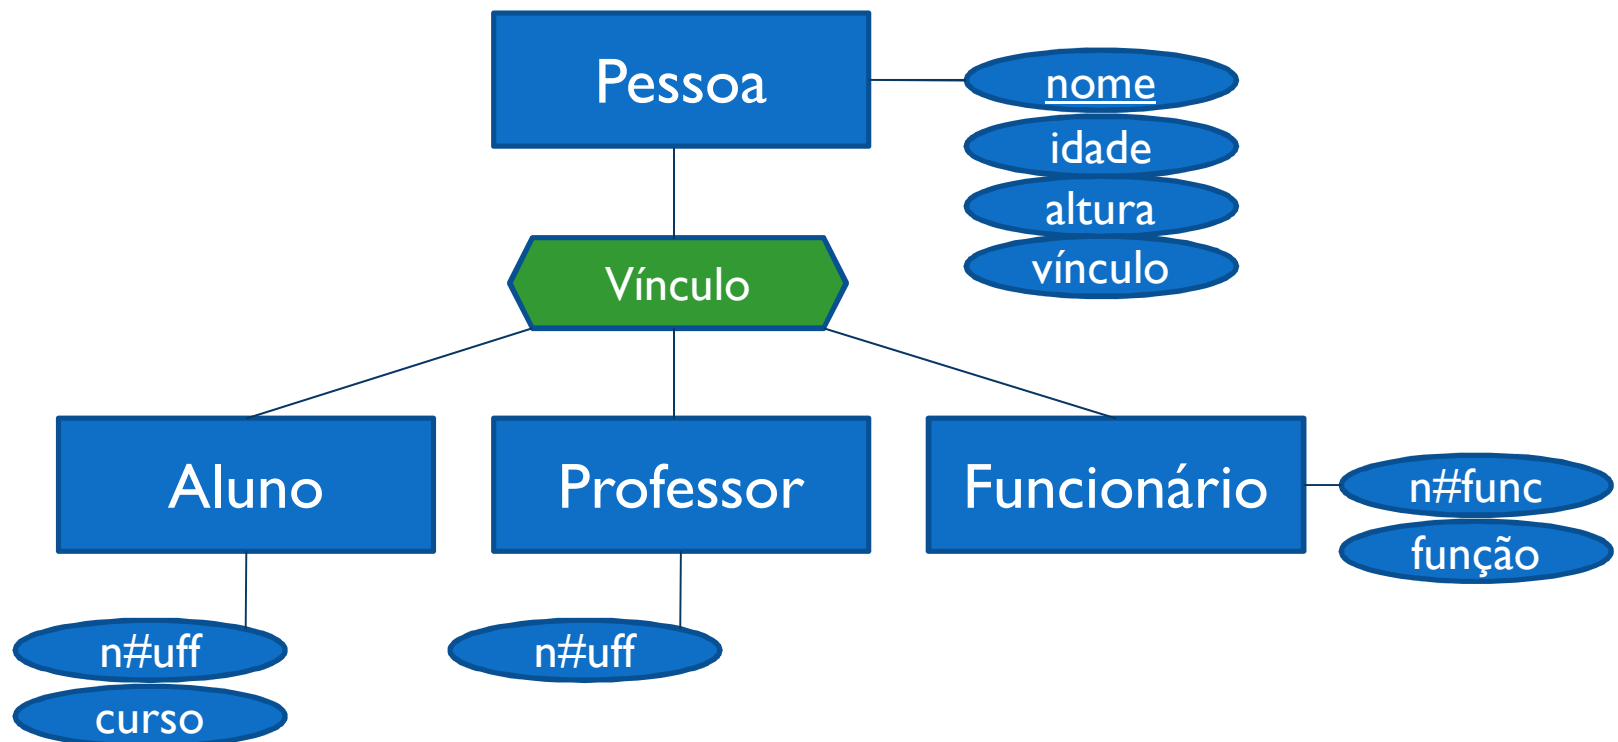 Pessoa
nome
idade
altura
vínculo
Vínculo
Aluno
Professor
Funcionário
n#func
função
n#uff
curso
n#uff